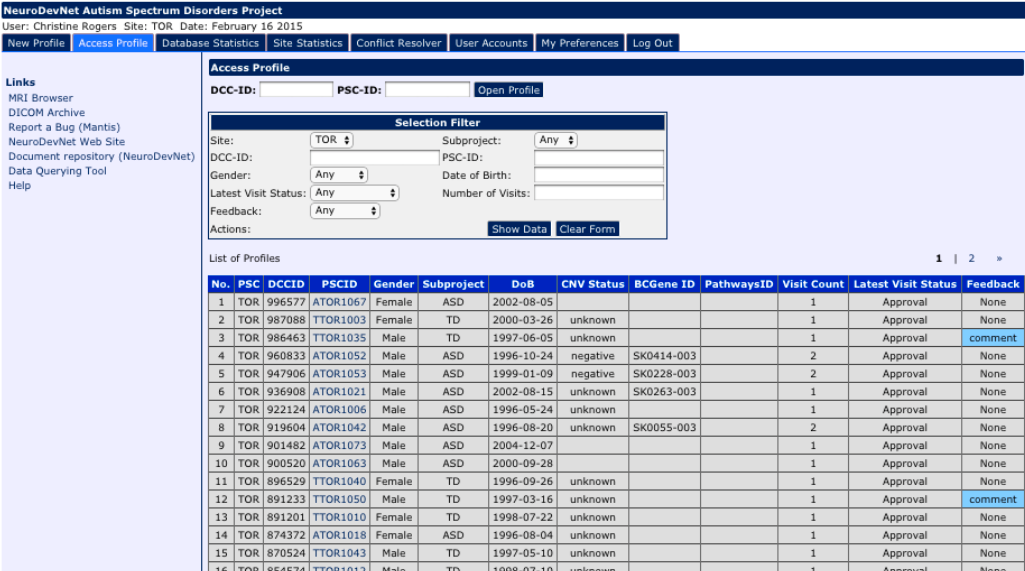 NeuroDevNet Autism Spectrum Disorders Project
User: Christine Rogers Site: TOR Date: February 16 2015
New Profile Access Profile Database Statistics Site Statistics Conflict Resolver User Accounts My Preferences Log Out
Links
MRI Browser
DICOM Archive
Report a Bug (Mantis)
NeuroDevNet Web Site
Document repository (NeuroDevNet)
Data Querying Tool
Help
Access Profile
DCC-ID: PSC-ID: Open Profile
Selection Filter
Site: TOR Subproject: Any
DCC-ID: PSC-ID:
Gender: Any Date of Birth:
Latest Visit Status: Any Number of Visits:
Feedback: Any
Actions: Show Data Clear Form
List of Profiles 1 | 2 »
No. PSC DCCID PSCID Gender Subproject DoB CNV Status BCGene ID PathwaysID Visit Count Latest Visit Status Feedback
1 TOR 996577 ATOR1067 Female ASD 2002-08-05 1 Approval None
2 TOR 987088 TTOR1003 Female TD 2000-03-26 unknown 1 Approval None
3 TOR 986463 TTOR1035 Male TD 1997-06-05 unknown 1 Approval comment
4 TOR 960833 ATOR1052 Male ASD 1996-10-24 negative SK0414-003 2 Approval None
5 TOR 947906 ATOR1053 Male ASD 1999-01-09 negative SK0228-003 2 Approval None
6 TOR 936908 ATOR1021 Male ASD 2002-08-15 unknown SK0263-003 1 Approval None
7 TOR 922124 ATOR1006 Male ASD 1996-05-24 unknown 1 Approval None
8 TOR 919604 ATOR1042 Male ASD 1996-08-20 unknown SK0055-003 2 Approval None
9 TOR 901482 ATOR1073 Male ASD 2004-12-07 1 Approval None
10 TOR 900520 ATOR1063 Male ASD 2000-09-28 1 Approval None
11 TOR 896529 TTOR1040 Female TD 1996-09-26 unknown 1 Approval None
12 TOR 891233 TTOR1050 Male TD 1997-03-16 unknown 1 Approval comment
13 TOR 891201 TTOR1010 Female TD 1998-07-22 unknown 1 Approval None
14 TOR 874372 ATOR1018 Female ASD 1996-08-04 unknown 1 Approval None
15 TOR 870524 TTOR1043 Male TD 1997-05-10 unknown 1 Approval None
16 TOR 854574 TTOR1012 Male TD 1998-07-10 unknown 1 Approval None